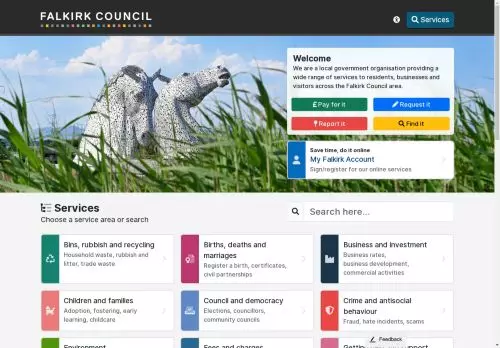 FALKIRK COUNCIL
Services
Welcome
We are a local government organisation providing a
wide range of services to residents, businesses and
visitors across the Falkirk Council area.
Pay for it
Request it
Report it
Find it
Save time, do it online
My Falkirk Account
Sign/register for our online services
Services
Choose a service area or search
Search here...
Bins, rubbish and recycling
Household waste, rubbish and
litter, trade waste
Births, deaths and
marriages
Register a birth, certificates,
civil partnerships
Business and investment
Business rates,
business development,
commercial activities
Children and families
Adoption, fostering, early
learning, childcare
Council and democracy
Elections, councillors,
community councils
Crime and antisocial
behaviour
Fraud, hate incidents, scams
Feedback
Environment
Fees and charges